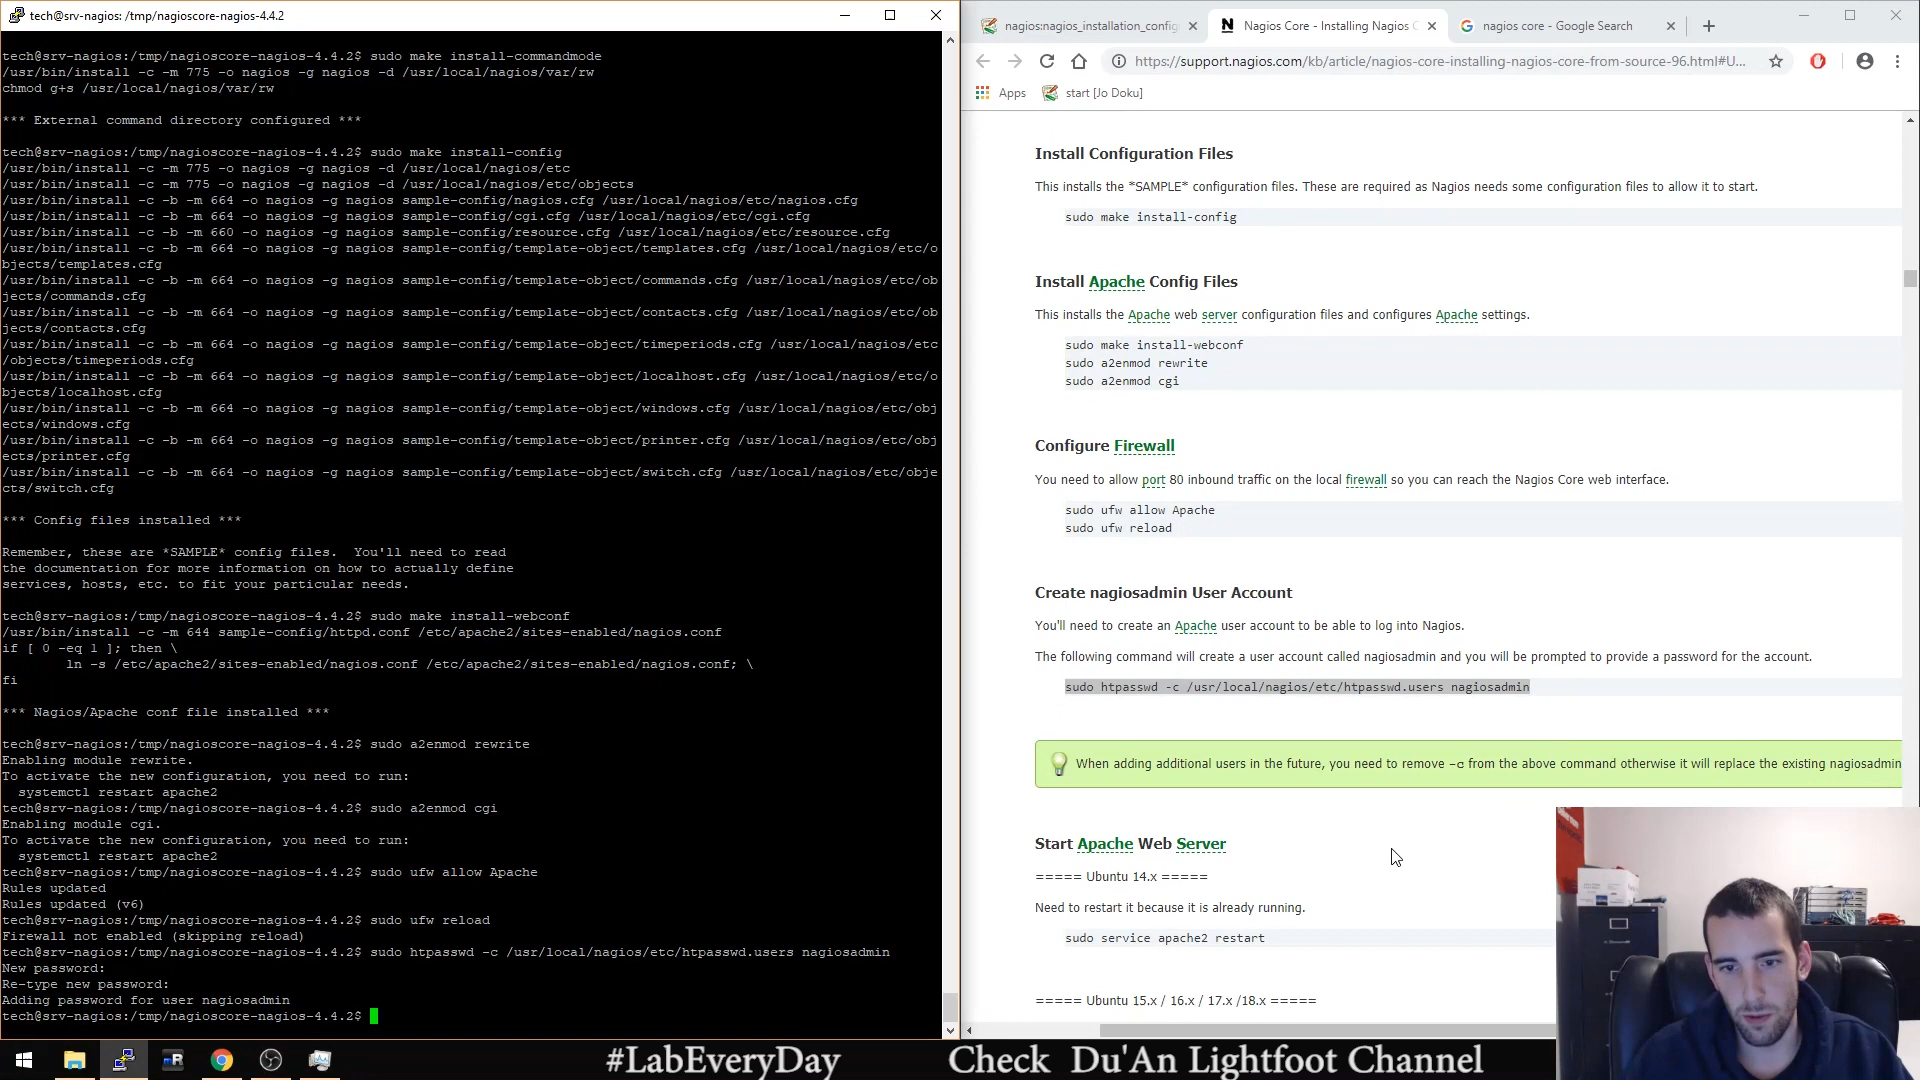 tech@srv-nagios: /tmp/nagioscore-nagios-4.4.2
tech@srv-nagios:/tmp/nagioscore-nagios-4.4.2$ sudo make install-commandmode
/usr/bin/install -c -m 775 -o nagios -g nagios -d /usr/local/nagios/var/rw
chmod g+s /usr/local/nagios/var/rw
*** External command directory configured ***
tech@srv-nagios:/tmp/nagioscore-nagios-4.4.2$ sudo make install-config
/usr/bin/install -c -m 775 -o nagios -g nagios -d /usr/local/nagios/etc
/usr/bin/install -c -m 775 -o nagios -g nagios -d /usr/local/nagios/etc/objects
/usr/bin/install -c -b -m 664 -o nagios -g nagios sample-config/nagios.cfg /usr/local/nagios/etc/nagios.cfg
/usr/bin/install -c -b -m 664 -o nagios -g nagios sample-config/cgi.cfg /usr/local/nagios/etc/cgi.cfg
/usr/bin/install -c -b -m 660 -o nagios -g nagios sample-config/resource.cfg /usr/local/nagios/etc/resource.cfg
/usr/bin/install -c -b -m 664 -o nagios -g nagios sample-config/template-object/templates.cfg /usr/local/nagios/etc/o
bjects/templates.cfg
/usr/bin/install -c -b -m 664 -o nagios -g nagios sample-config/template-object/commands.cfg /usr/local/nagios/etc/ob
jects/commands.cfg
/usr/bin/install -c -b -m 664 -o nagios -g nagios sample-config/template-object/contacts.cfg /usr/local/nagios/etc/ob
jects/contacts.cfg
/usr/bin/install -c -b -m 664 -o nagios -g nagios sample-config/template-object/timeperiods.cfg /usr/local/nagios/etc
/objects/timeperiods.cfg
/usr/bin/install -c -b -m 664 -o nagios -g nagios sample-config/template-object/localhost.cfg /usr/local/nagios/etc/o
bjects/localhost.cfg
/usr/bin/install -c -b -m 664 -o nagios -g nagios sample-config/template-object/windows.cfg /usr/local/nagios/etc/obj
ects/windows.cfg
/usr/bin/install -c -b -m 664 -o nagios -g nagios sample-config/template-object/printer.cfg /usr/local/nagios/etc/obj
ects/printer.cfg
/usr/bin/install -c -b -m 664 -o nagios -g nagios sample-config/template-object/switch.cfg /usr/local/nagios/etc/obje
cts/switch.cfg
*** Config files installed ***
Remember, these are *SAMPLE* config files.  You'll need to read
the documentation for more information on how to actually define
services, hosts, etc. to fit your particular needs.
tech@srv-nagios:/tmp/nagioscore-nagios-4.4.2$ sudo make install-webconf
/usr/bin/install -c -m 644 sample-config/httpd.conf /etc/apache2/sites-enabled/nagios.conf
if [ 0 -eq 1 ]; then \
ln -s /etc/apache2/sites-enabled/nagios.conf /etc/apache2/sites-enabled/nagios.conf; \
fi
*** Nagios/Apache conf file installed ***
tech@srv-nagios:/tmp/nagioscore-nagios-4.4.2$ sudo a2enmod rewrite
Enabling module rewrite.
To activate the new configuration, you need to run:
systemctl restart apache2
tech@srv-nagios:/tmp/nagioscore-nagios-4.4.2$ sudo a2enmod cgi
Enabling module cgi.
To activate the new configuration, you need to run:
systemctl restart apache2
tech@srv-nagios:/tmp/nagioscore-nagios-4.4.2$ sudo ufw allow Apache
Rules updated
Rules updated (v6)
tech@srv-nagios:/tmp/nagioscore-nagios-4.4.2$ sudo ufw reload
Firewall not enabled (skipping reload)
tech@srv-nagios:/tmp/nagioscore-nagios-4.4.2$ sudo htpasswd -c /usr/local/nagios/etc/htpasswd.users nagiosadmin
New password:
Re-type new password:
Adding password for user nagiosadmin
tech@srv-nagios:/tmp/nagioscore-nagios-4.4.2$
nagios:nagios_installation_config
Nagios Core - Installing Nagios C
nagios core - Google Search
https://support.nagios.com/kb/article/nagios-core-installing-nagios-core-from-source-96.html#U...
Apps
start [Jo Doku]
Install Configuration Files
This installs the *SAMPLE* configuration files. These are required as Nagios needs some configuration files to allow it to start.
sudo make install-config
Install Apache Config Files
This installs the Apache web server configuration files and configures Apache settings.
sudo make install-webconf
sudo a2enmod rewrite
sudo a2enmod cgi
Configure Firewall
You need to allow port 80 inbound traffic on the local firewall so you can reach the Nagios Core web interface.
sudo ufw allow Apache
sudo ufw reload
Create nagiosadmin User Account
You'll need to create an Apache user account to be able to log into Nagios.
The following command will create a user account called nagiosadmin and you will be prompted to provide a password for the account.
sudo htpasswd -c /usr/local/nagios/etc/htpasswd.users nagiosadmin
When adding additional users in the future, you need to remove -c from the above command otherwise it will replace the existing nagiosadmin
Start Apache Web Server
===== Ubuntu 14.x =====
Need to restart it because it is already running.
sudo service apache2 restart
===== Ubuntu 15.x / 16.x / 17.x /18.x =====
#LabEveryDay
Check Du'An Lightfoot Channel